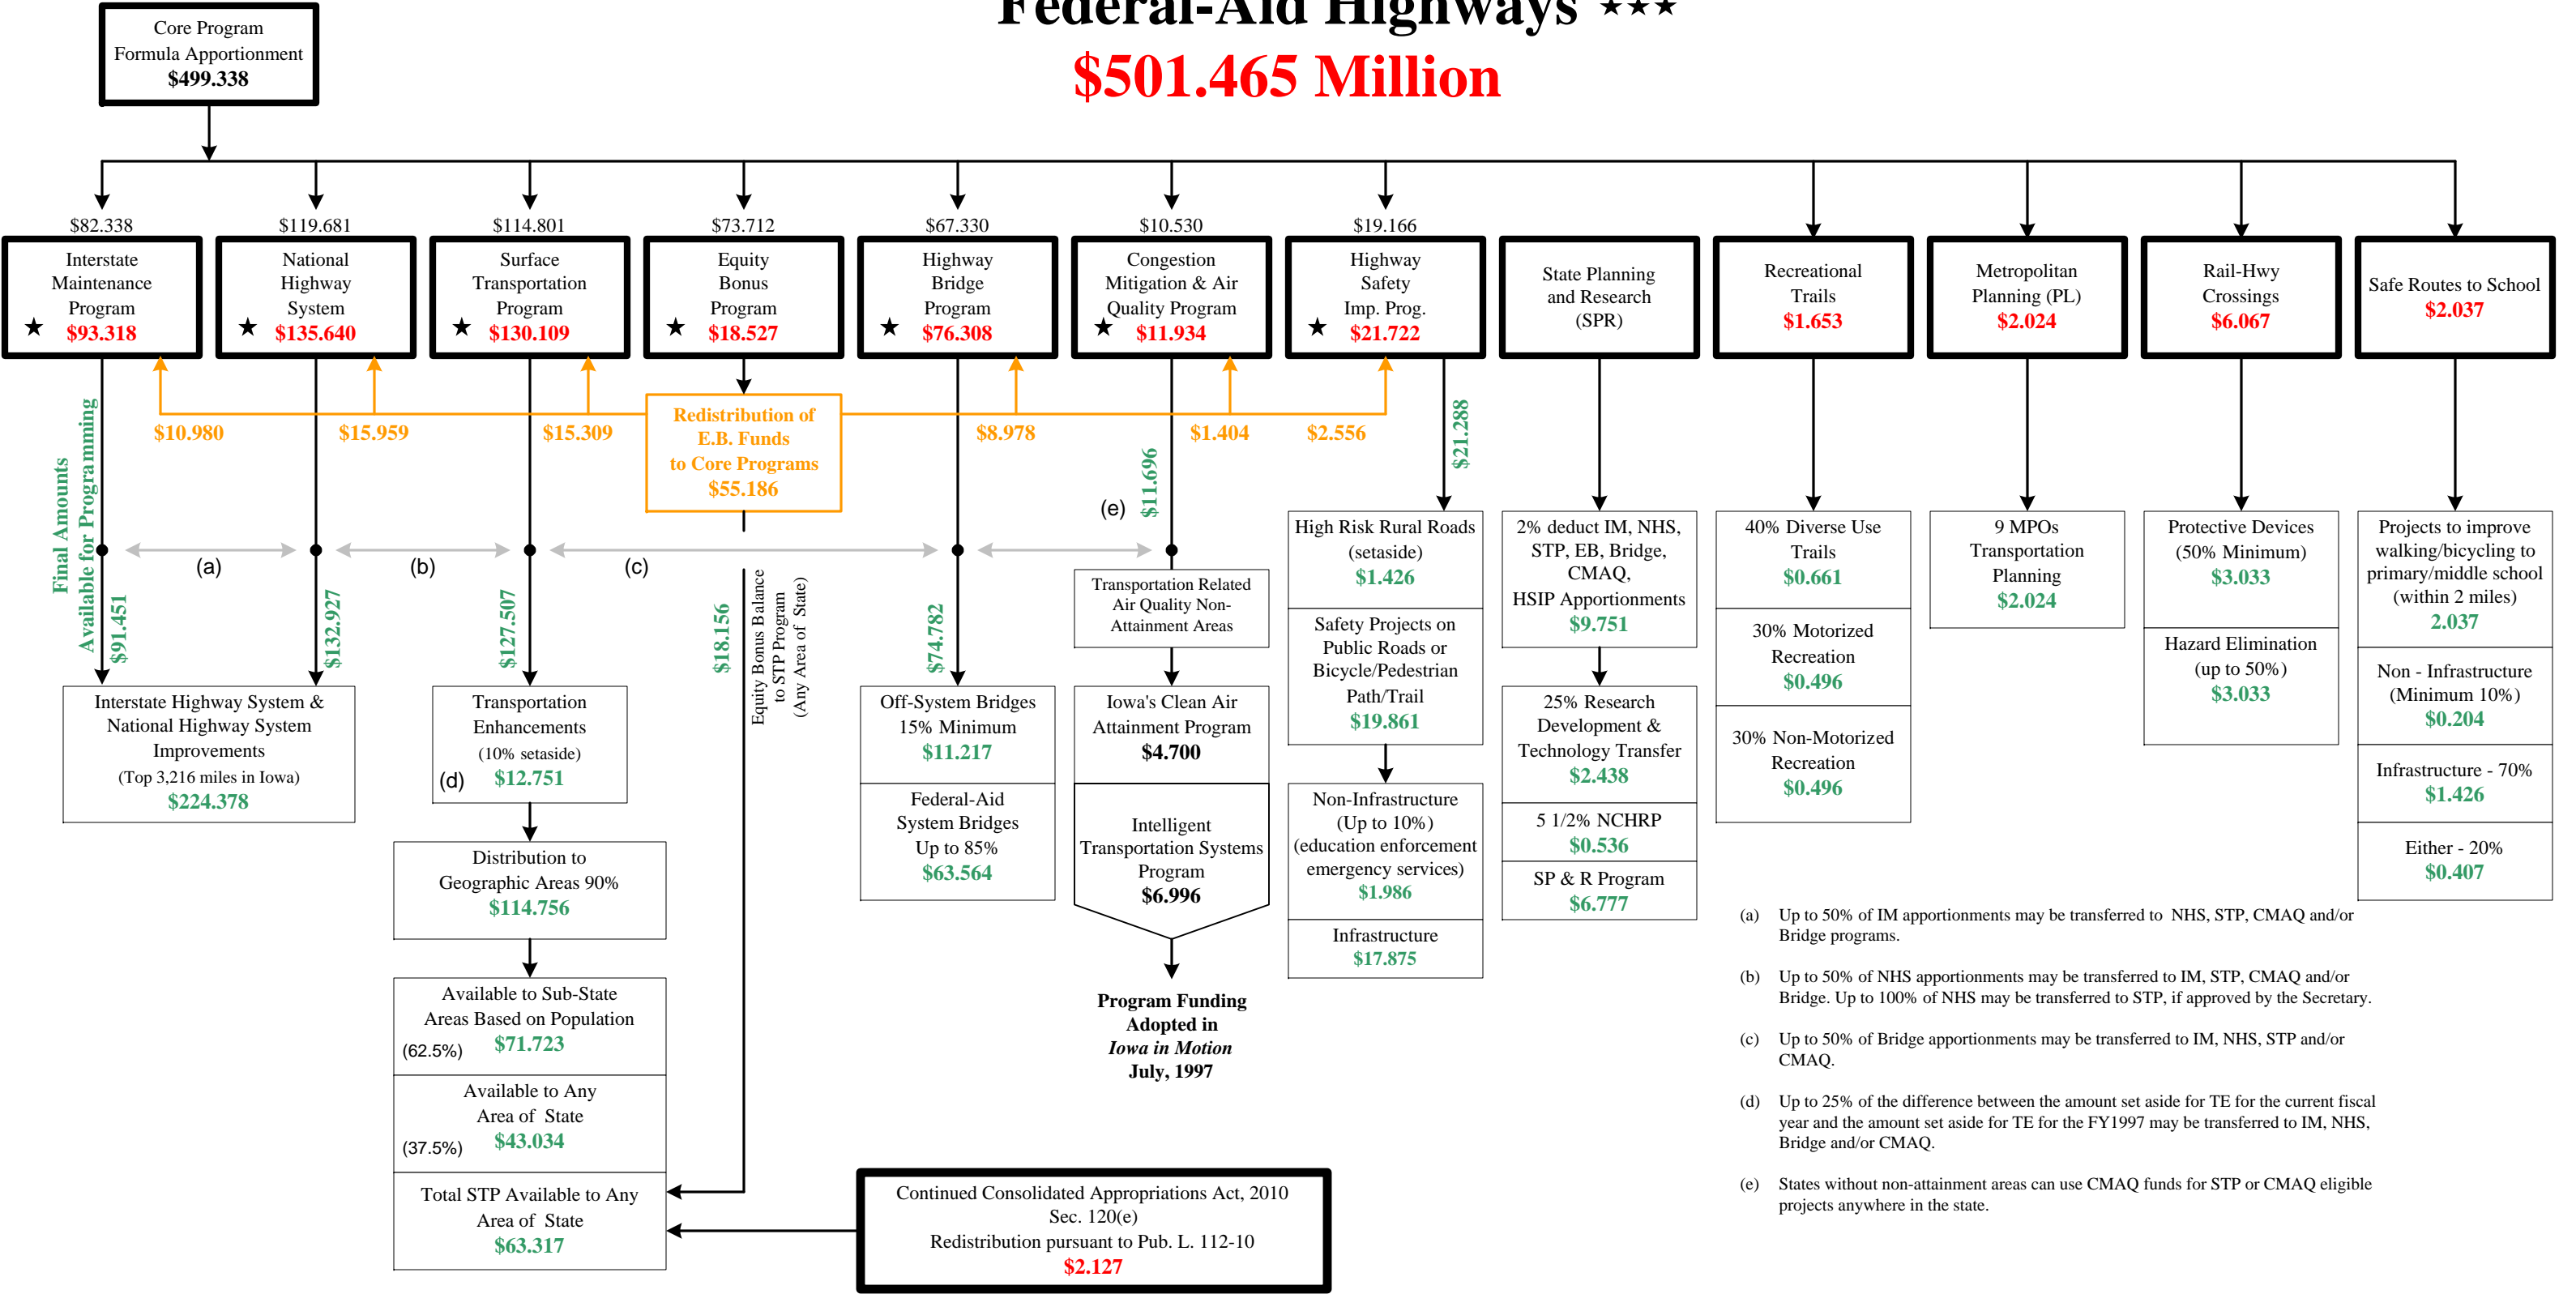 Federal-Aid Highways ★★★
$501.465 Million
Core Program
Formula Apportionment
$499.338
$82.338
Interstate
Maintenance
Program
★ $93.318
$119.681
National
Highway
System
★ $135.640
$114.801
Surface
Transportation
Program
★ $130.109
$73.712
Equity
Bonus
Program
★ $18.527
$67.330
Highway
Bridge
Program
★ $76.308
$10.530
Congestion
Mitigation & Air
Quality Program
★ $11.934
$19.166
Highway
Safety
Imp. Prog.
★ $21.722
State Planning
and Research
(SPR)
Recreational
Trails
$1.653
Metropolitan
Planning (PL)
$2.024
Rail-Hwy
Crossings
$6.067
Safe Routes to School
$2.037
$10.980
$15.959
$15.309
Redistribution of
E.B. Funds
to Core Programs
$55.186
$8.978
$1.404
$2.556
Final Amounts
Available for Programming
$91.451
(a)
$132.927
(b)
$127.507
(c)
$18.156
Equity Bonus Balance
to STP Program
(Any Area of State)
$74.782
(e)
$11.696
$21.288
Interstate Highway System &
National Highway System
Improvements
(Top 3,216 miles in Iowa)
$224.378
Transportation
Enhancements
(10% setaside)
(d) $12.751
Distribution to
Geographic Areas 90%
$114.756
Available to Sub-State
Areas Based on Population
(62.5%) $71.723
Available to Any
Area of State
(37.5%) $43.034
Total STP Available to Any
Area of State
$63.317
Off-System Bridges
15% Minimum
$11.217
Federal-Aid
System Bridges
Up to 85%
$63.564
Transportation Related
Air Quality Non-
Attainment Areas
Iowa's Clean Air
Attainment Program
$4.700
Intelligent
Transportation Systems
Program
$6.996
Program Funding
Adopted in
Iowa in Motion
July, 1997
Continued Consolidated Appropriations Act, 2010
Sec. 120(e)
Redistribution pursuant to Pub. L. 112-10
$2.127
High Risk Rural Roads
(setaside)
$1.426
Safety Projects on
Public Roads or
Bicycle/Pedestrian
Path/Trail
$19.861
Non-Infrastructure
(Up to 10%)
(education enforcement
emergency services)
$1.986
Infrastructure
$17.875
2% deduct IM, NHS,
STP, EB, Bridge,
CMAQ,
HSIP Apportionments
$9.751
25% Research
Development &
Technology Transfer
$2.438
5 1/2% NCHRP
$0.536
SP & R Program
$6.777
40% Diverse Use
Trails
$0.661
30% Motorized
Recreation
$0.496
30% Non-Motorized
Recreation
$0.496
9 MPOs
Transportation
Planning
$2.024
Protective Devices
(50% Minimum)
$3.033
Hazard Elimination
(up to 50%)
$3.033
Projects to improve
walking/bicycling to
primary/middle school
(within 2 miles)
2.037
Non - Infrastructure
(Minimum 10%)
$0.204
Infrastructure - 70%
$1.426
Either - 20%
$0.407
(a) Up to 50% of IM apportionments may be transferred to NHS, STP, CMAQ and/or
Bridge programs.
(b) Up to 50% of NHS apportionments may be transferred to IM, STP, CMAQ and/or
Bridge. Up to 100% of NHS may be transferred to STP, if approved by the Secretary.
(c) Up to 50% of Bridge apportionments may be transferred to IM, NHS, STP and/or
CMAQ.
(d) Up to 25% of the difference between the amount set aside for TE for the current fiscal
year and the amount set aside for TE for the FY1997 may be transferred to IM, NHS,
Bridge and/or CMAQ.
(e) States without non-attainment areas can use CMAQ funds for STP or CMAQ eligible
projects anywhere in the state.